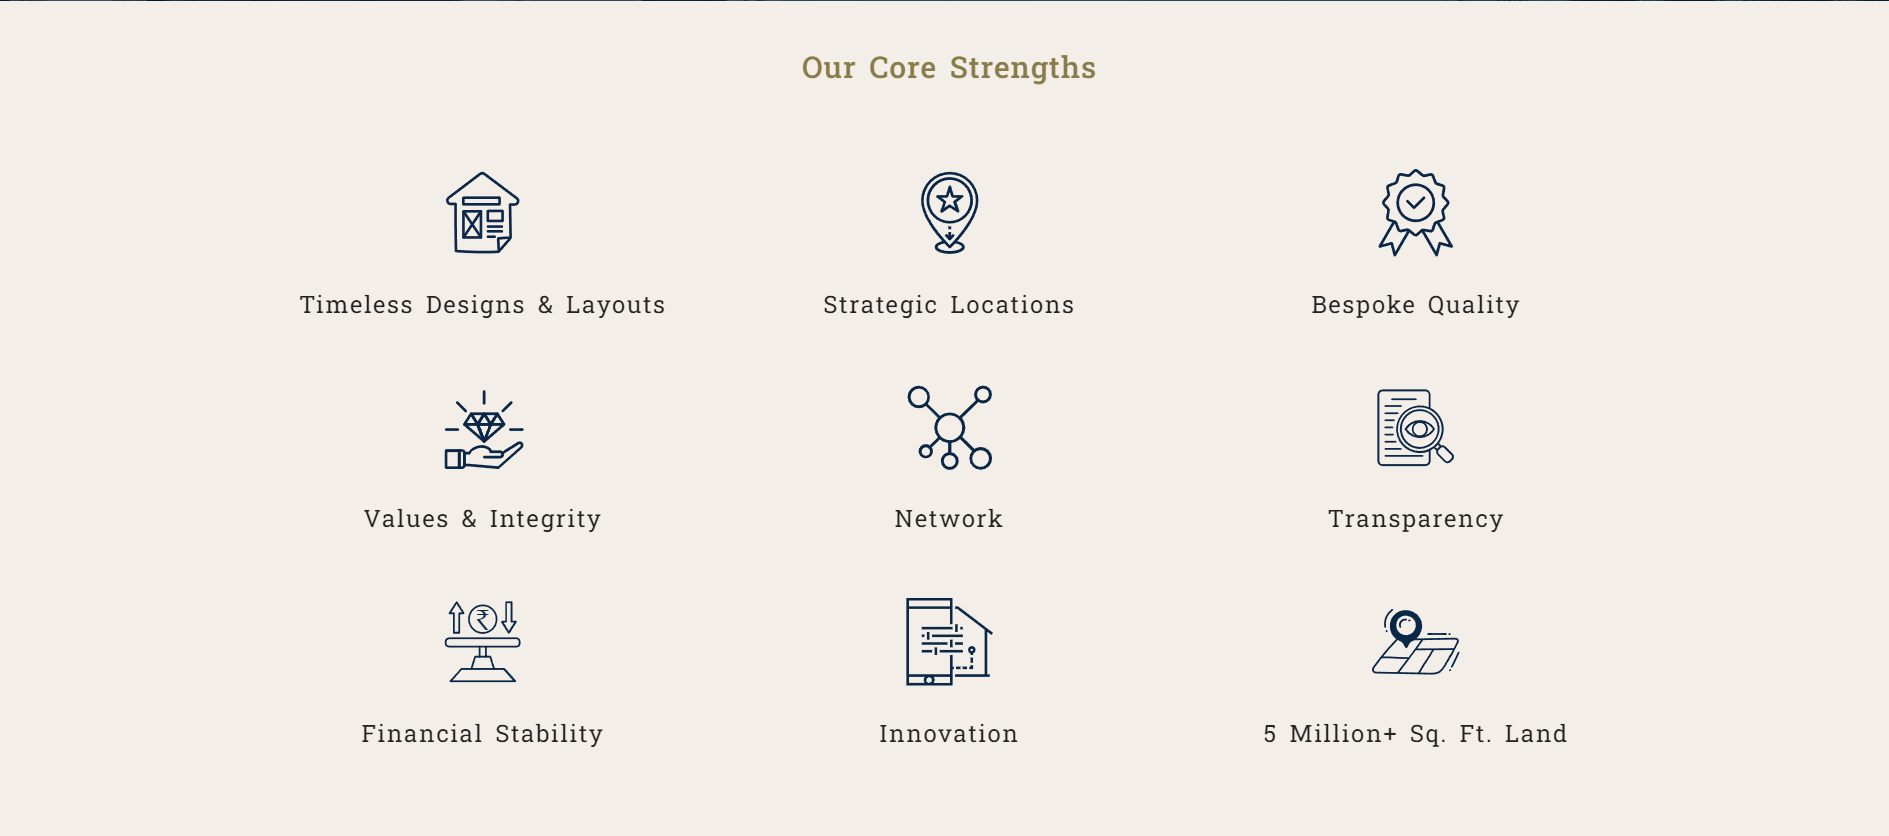 Our Core Strengths
Timeless Designs & Layouts
Strategic Locations
Bespoke Quality
Values & Integrity
Network
Transparency
₹
Financial Stability
Innovation
5 Million+ Sq. Ft. Land